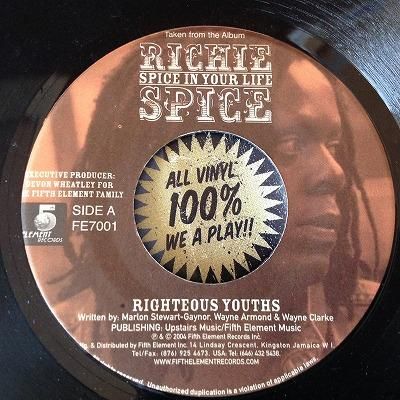 Taken from the Album
RICHIE
SPICE IN YOUR LIFE
SPICE
EXECUTIVE PRODUCER:
DEVON WHEATLEY FOR
FIFTH ELEMENT FAMILY
5
ELEMENT
RECORDS
SIDE A
FE7001
ALL VINYL
100%
WE A PLAY!!
RIGHTEOUS YOUTHS
Written by: Marlon Stewart-Gaynor, Wayne Armond & Wayne Clarke
PUBLISHING: Upstairs Music/Fifth Element Music
℗ © 2004 Fifth Element Records Inc.
& Distributed by Fifth Element Inc. 14 Lindsay Crescent, Kingston Jamaica W I.
Tel/Fax: (876) 925 4673. USA: Tel: (646) 432 5438.
WWW.FIFTHELEMENTRECORDS.COM
Unauthorized duplication is a violation of applicable laws.